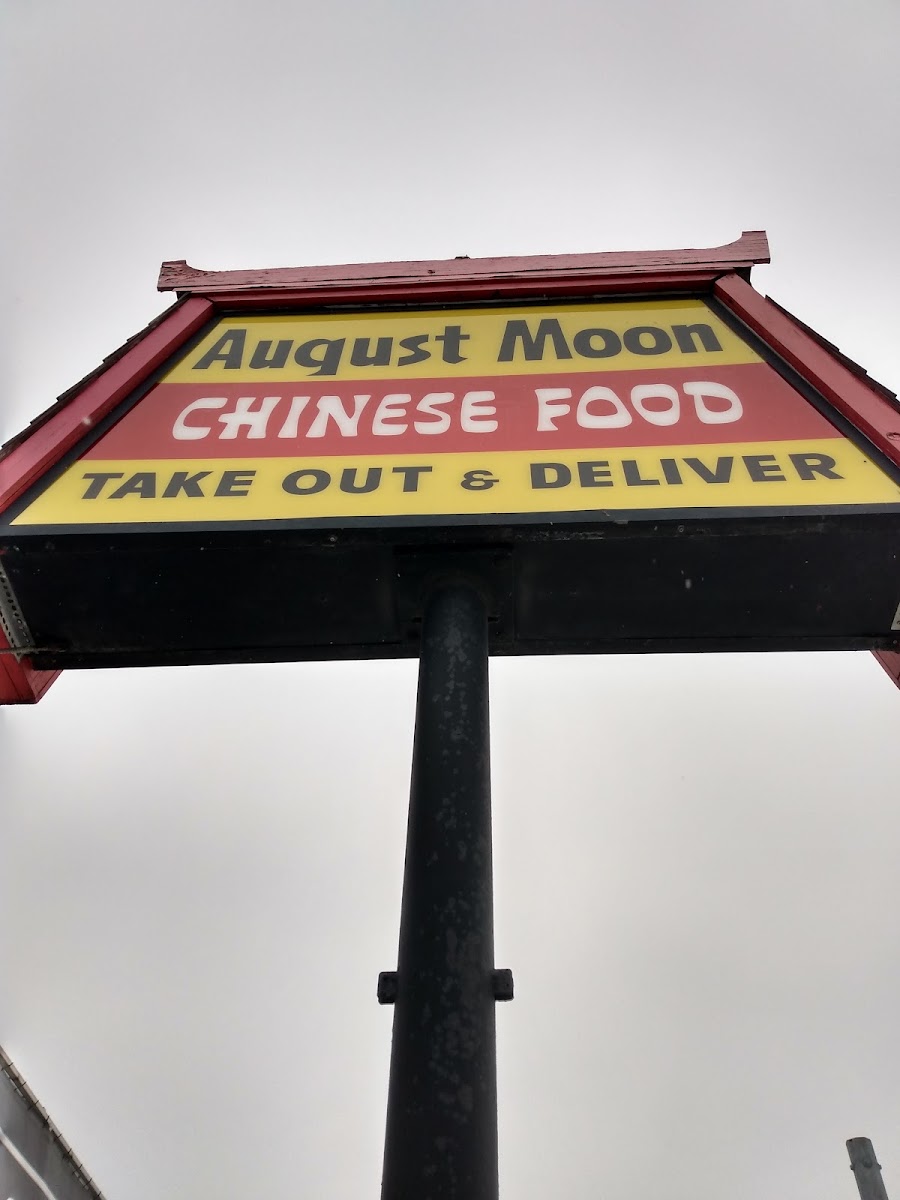 August Moon
CHINESE FOOD
TAKE OUT & DELIVER